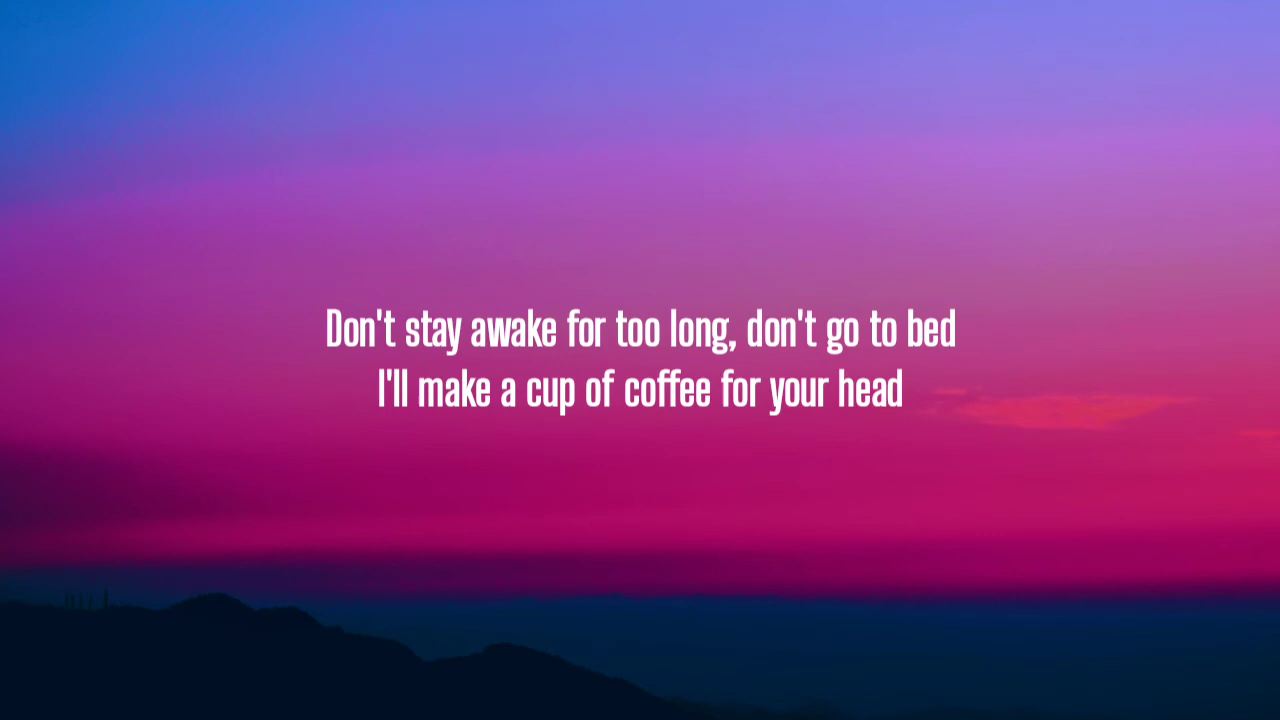 Don't stay awake for too long, don't go to bed
I'll make a cup of coffee for your head